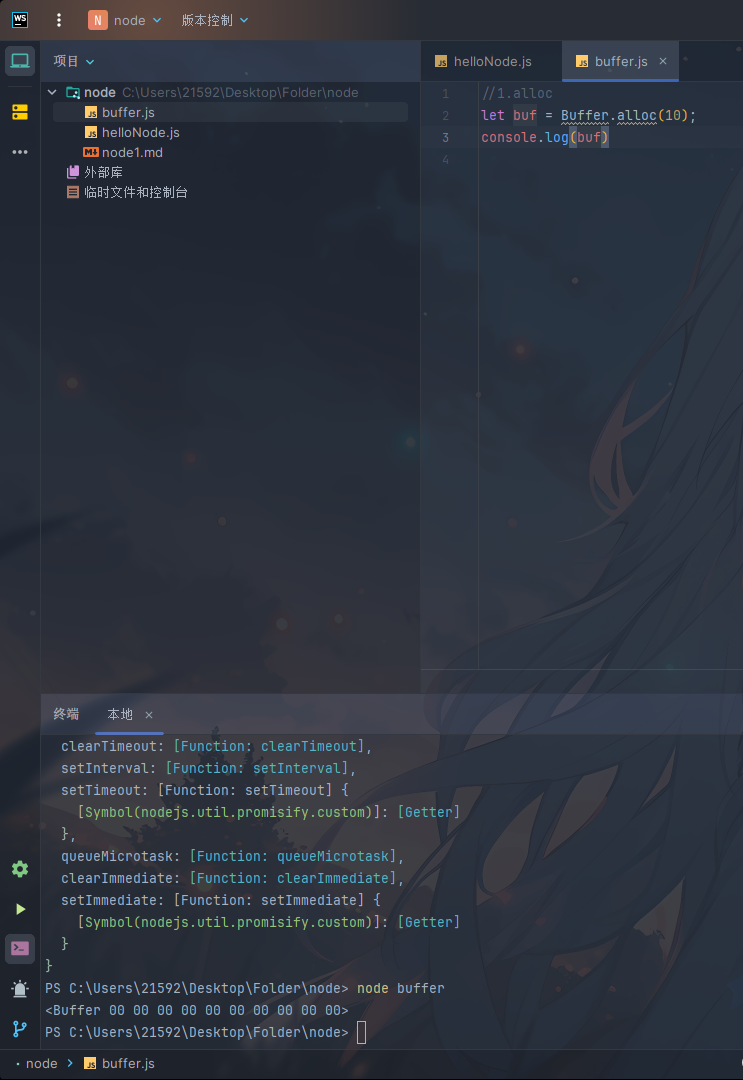 WS
N node 版本控制
项目
helloNode.js
buffer.js
node C:\Users\21592\Desktop\Folder\node
buffer.js
helloNode.js
node1.md
外部库
临时文件和控制台
1 //1.alloc
2 let buf = Buffer.alloc(10);
3 console.log(buf)
4
终端 本地
clearTimeout: [Function: clearTimeout],
setInterval: [Function: setInterval],
setTimeout: [Function: setTimeout] {
[Symbol(nodejs.util.promisify.custom)]: [Getter]
},
queueMicrotask: [Function: queueMicrotask],
clearImmediate: [Function: clearImmediate],
setImmediate: [Function: setImmediate] {
[Symbol(nodejs.util.promisify.custom)]: [Getter]
}
}
PS C:\Users\21592\Desktop\Folder\node> node buffer
<Buffer 00 00 00 00 00 00 00 00 00 00>
PS C:\Users\21592\Desktop\Folder\node>
node > buffer.js